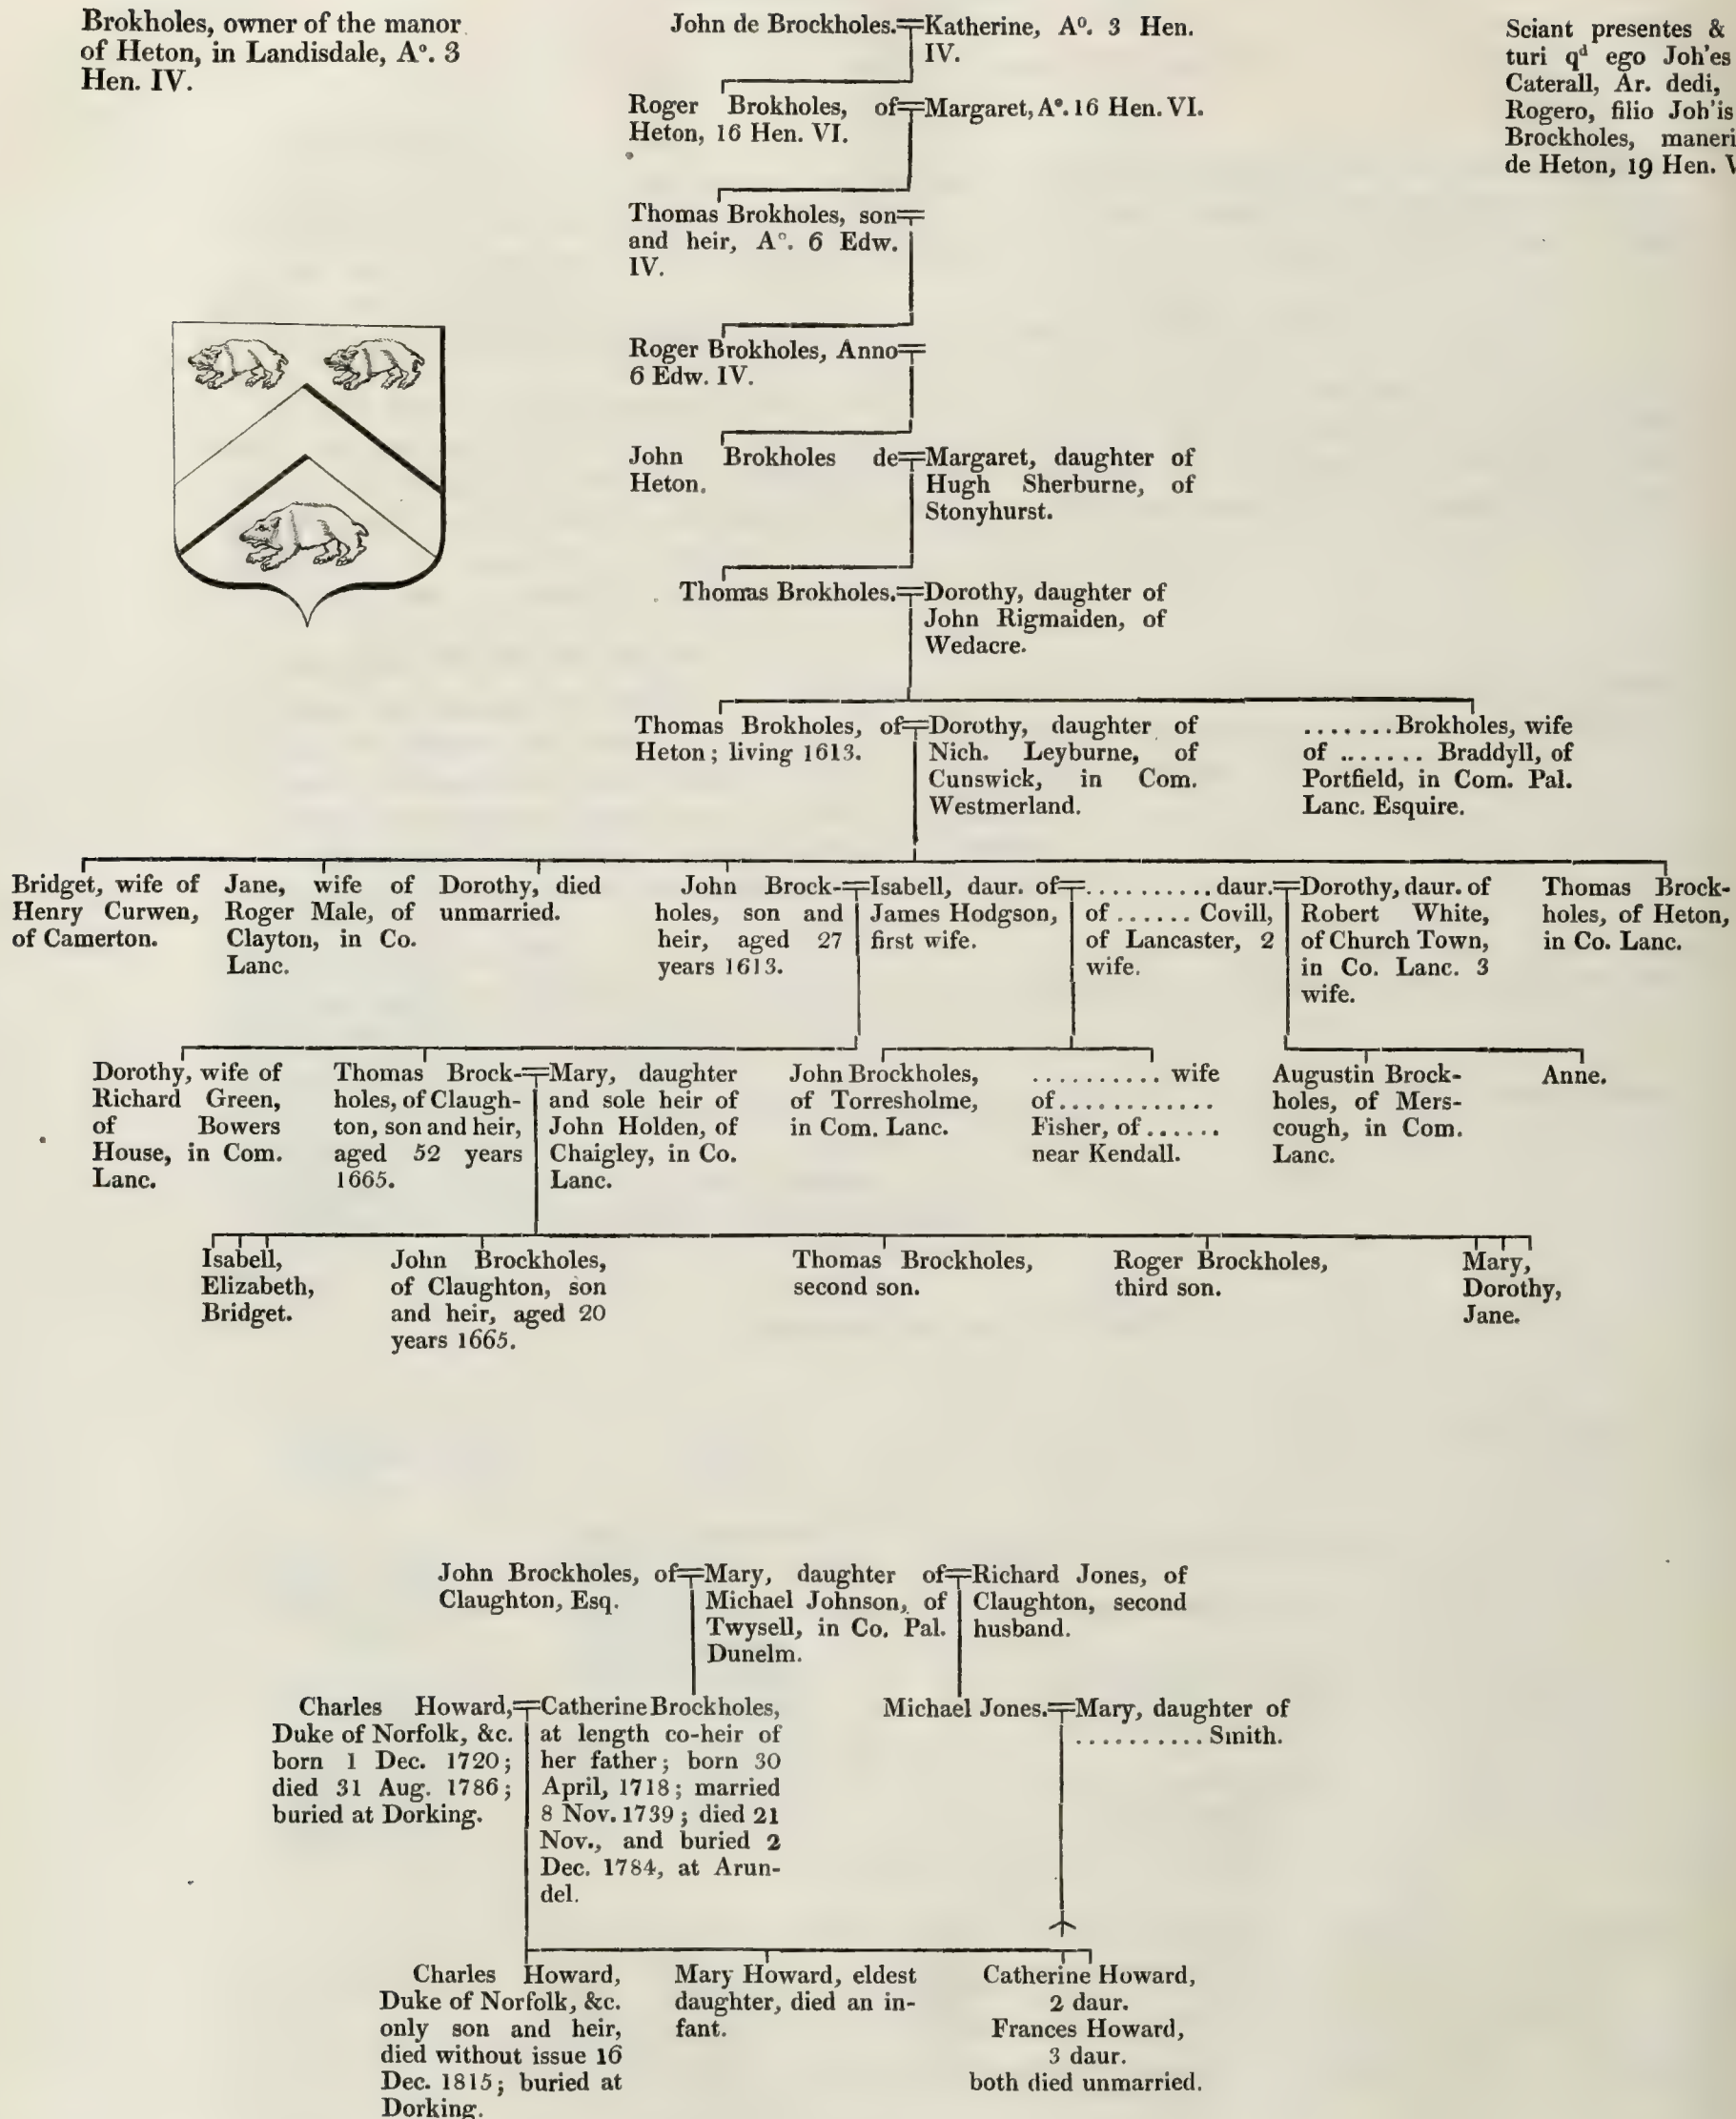 Brokholes, owner of the manor
of Heton, in Landisdale, Aº. 3
Hen. IV.
John de Brockholes.
Katherine, Aº. 3 Hen.
IV.
Sciant presentes &
turi qᵈ ego Joh'es
Caterall, Ar. dedi,
Rogero, filio Joh'is
Brockholes, maneri
de Heton, 19 Hen.
Roger Brokholes, of
Heton, 16 Hen. VI.
Margaret, Aº. 16 Hen. VI.
Thomas Brokholes, son
and heir, Aº. 6 Edw.
IV.
Roger Brokholes, Anno
6 Edw. IV.
John Brokholes de
Heton.
Margaret, daughter of
Hugh Sherburne, of
Stonyhurst.
Thomas Brokholes.
Dorothy, daughter of
John Rigmaiden, of
Wedacre.
Thomas Brokholes, of
Heton; living 1613.
Dorothy, daughter of
Nich. Leyburne, of
Cunswick, in Com.
Westmerland.
.......Brokholes, wife
of ....... Braddyll, of
Portfield, in Com. Pal.
Lanc. Esquire.
Bridget, wife of
Henry Curwen,
of Camerton.
Jane, wife of
Roger Male, of
Clayton, in Co.
Lanc.
Dorothy, died
unmarried.
John Brock-
holes, son and
heir, aged 27
years 1613.
Isabell, daur. of
James Hodgson,
first wife.
.......... daur.
of ...... Covill,
of Lancaster, 2
wife.
Dorothy, daur. of
Robert White,
of Church Town,
in Co. Lanc. 3
wife.
Thomas Brock-
holes, of Heton,
in Co. Lanc.
Dorothy, wife of
Richard Green,
of Bowers
House, in Com.
Lanc.
Thomas Brock-
holes, of Claugh-
ton, son and heir,
aged 52 years
1665.
Mary, daughter
and sole heir of
John Holden, of
Chaigley, in Co.
Lanc.
John Brockholes,
of Torresholme,
in Com. Lanc.
.......... wife
of............
Fisher, of ......
near Kendall.
Augustin Brock-
holes, of Mers-
cough, in Com.
Lanc.
Anne.
Isabell,
Elizabeth,
Bridget.
John Brockholes,
of Claughton, son
and heir, aged 20
years 1665.
Thomas Brockholes,
second son.
Roger Brockholes,
third son.
Mary,
Dorothy,
Jane.
John Brockholes, of
Claughton, Esq.
Mary, daughter of
Michael Johnson, of
Twysell, in Co. Pal.
Dunelm.
Richard Jones, of
Claughton, second
husband.
Charles Howard,
Duke of Norfolk, &c.
born 1 Dec. 1720;
died 31 Aug. 1786;
buried at Dorking.
Catherine Brockholes,
at length co-heir of
her father; born 30
April, 1718; married
8 Nov. 1739; died 21
Nov., and buried 2
Dec. 1784, at Arun-
del.
Michael Jones.
Mary, daughter of
.......... Smith.
Charles Howard,
Duke of Norfolk, &c.
only son and heir,
died without issue 16
Dec. 1815; buried at
Dorking.
Mary Howard, eldest
daughter, died an in-
fant.
Catherine Howard,
2 daur.
Frances Howard,
3 daur.
both died unmarried.